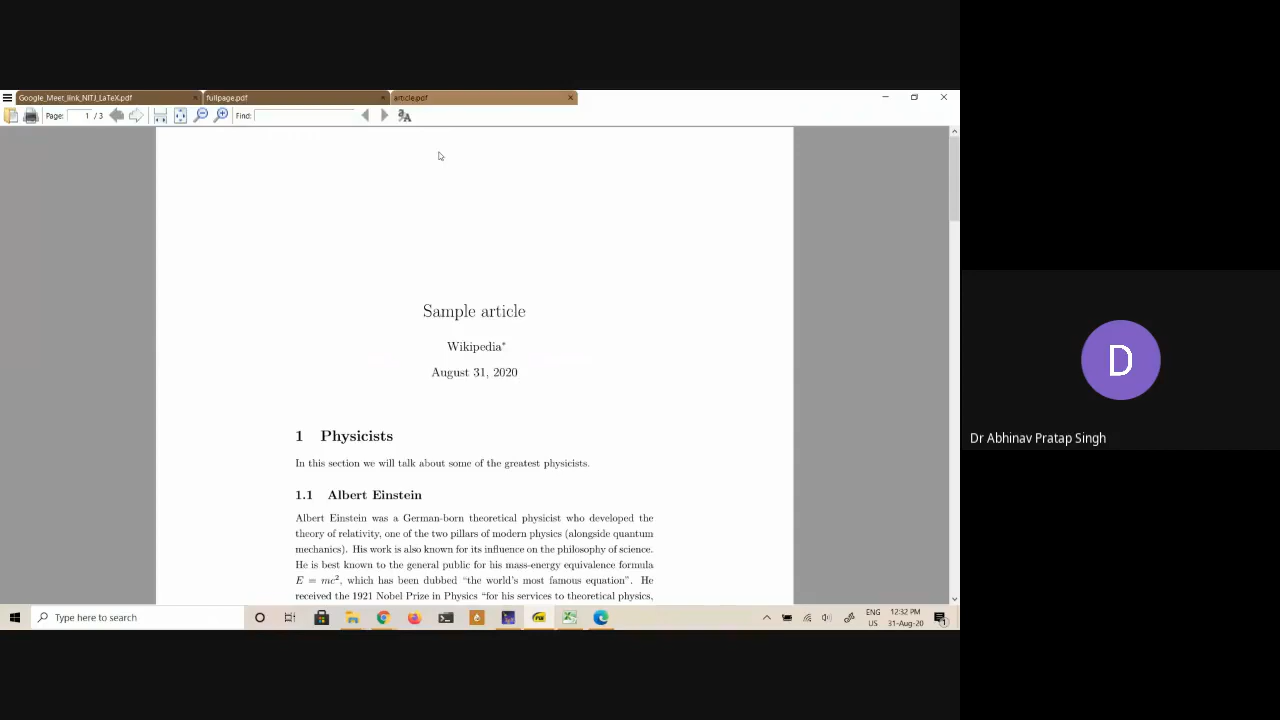 Google_Meet_link_NITJ_LaTeX.pdf
fullpage.pdf
article.pdf
Page: 1 / 3
Find:
Sample article
Wikipedia*
August 31, 2020
1 Physicists
In this section we will talk about some of the greatest physicists.
1.1 Albert Einstein
Albert Einstein was a German-born theoretical physicist who developed the
theory of relativity, one of the two pillars of modern physics (alongside quantum
mechanics). His work is also known for its influence on the philosophy of science.
He is best known to the general public for his mass-energy equivalence formula
E = mc², which has been dubbed “the world's most famous equation”. He
received the 1921 Nobel Prize in Physics “for his services to theoretical physics,
D
Dr Abhinav Pratap Singh
Type here to search
ENG
US
12:32 PM
31-Aug-20